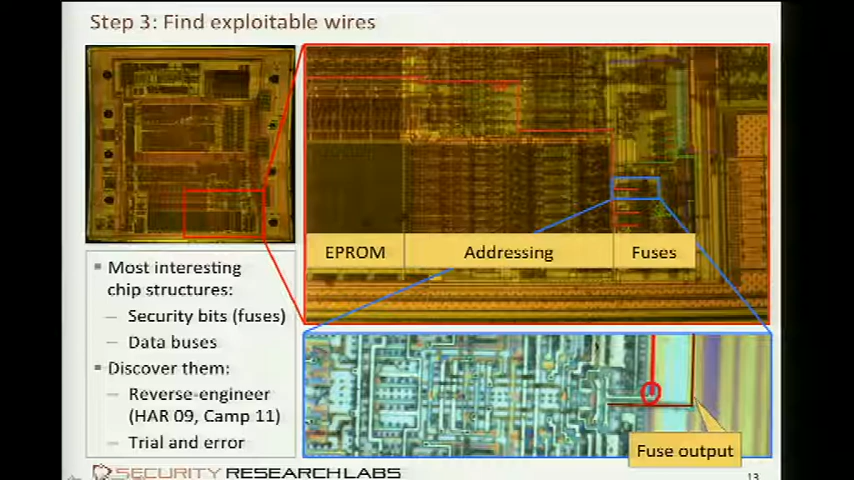 Step 3: Find exploitable wires
EPROM
Addressing
Fuses
Most interesting
chip structures:
Security bits (fuses)
Data buses
Discover them:
Reverse-engineer
(HAR 09, Camp 11)
Trial and error
Fuse output
SECURITY RESEARCH LABS
13